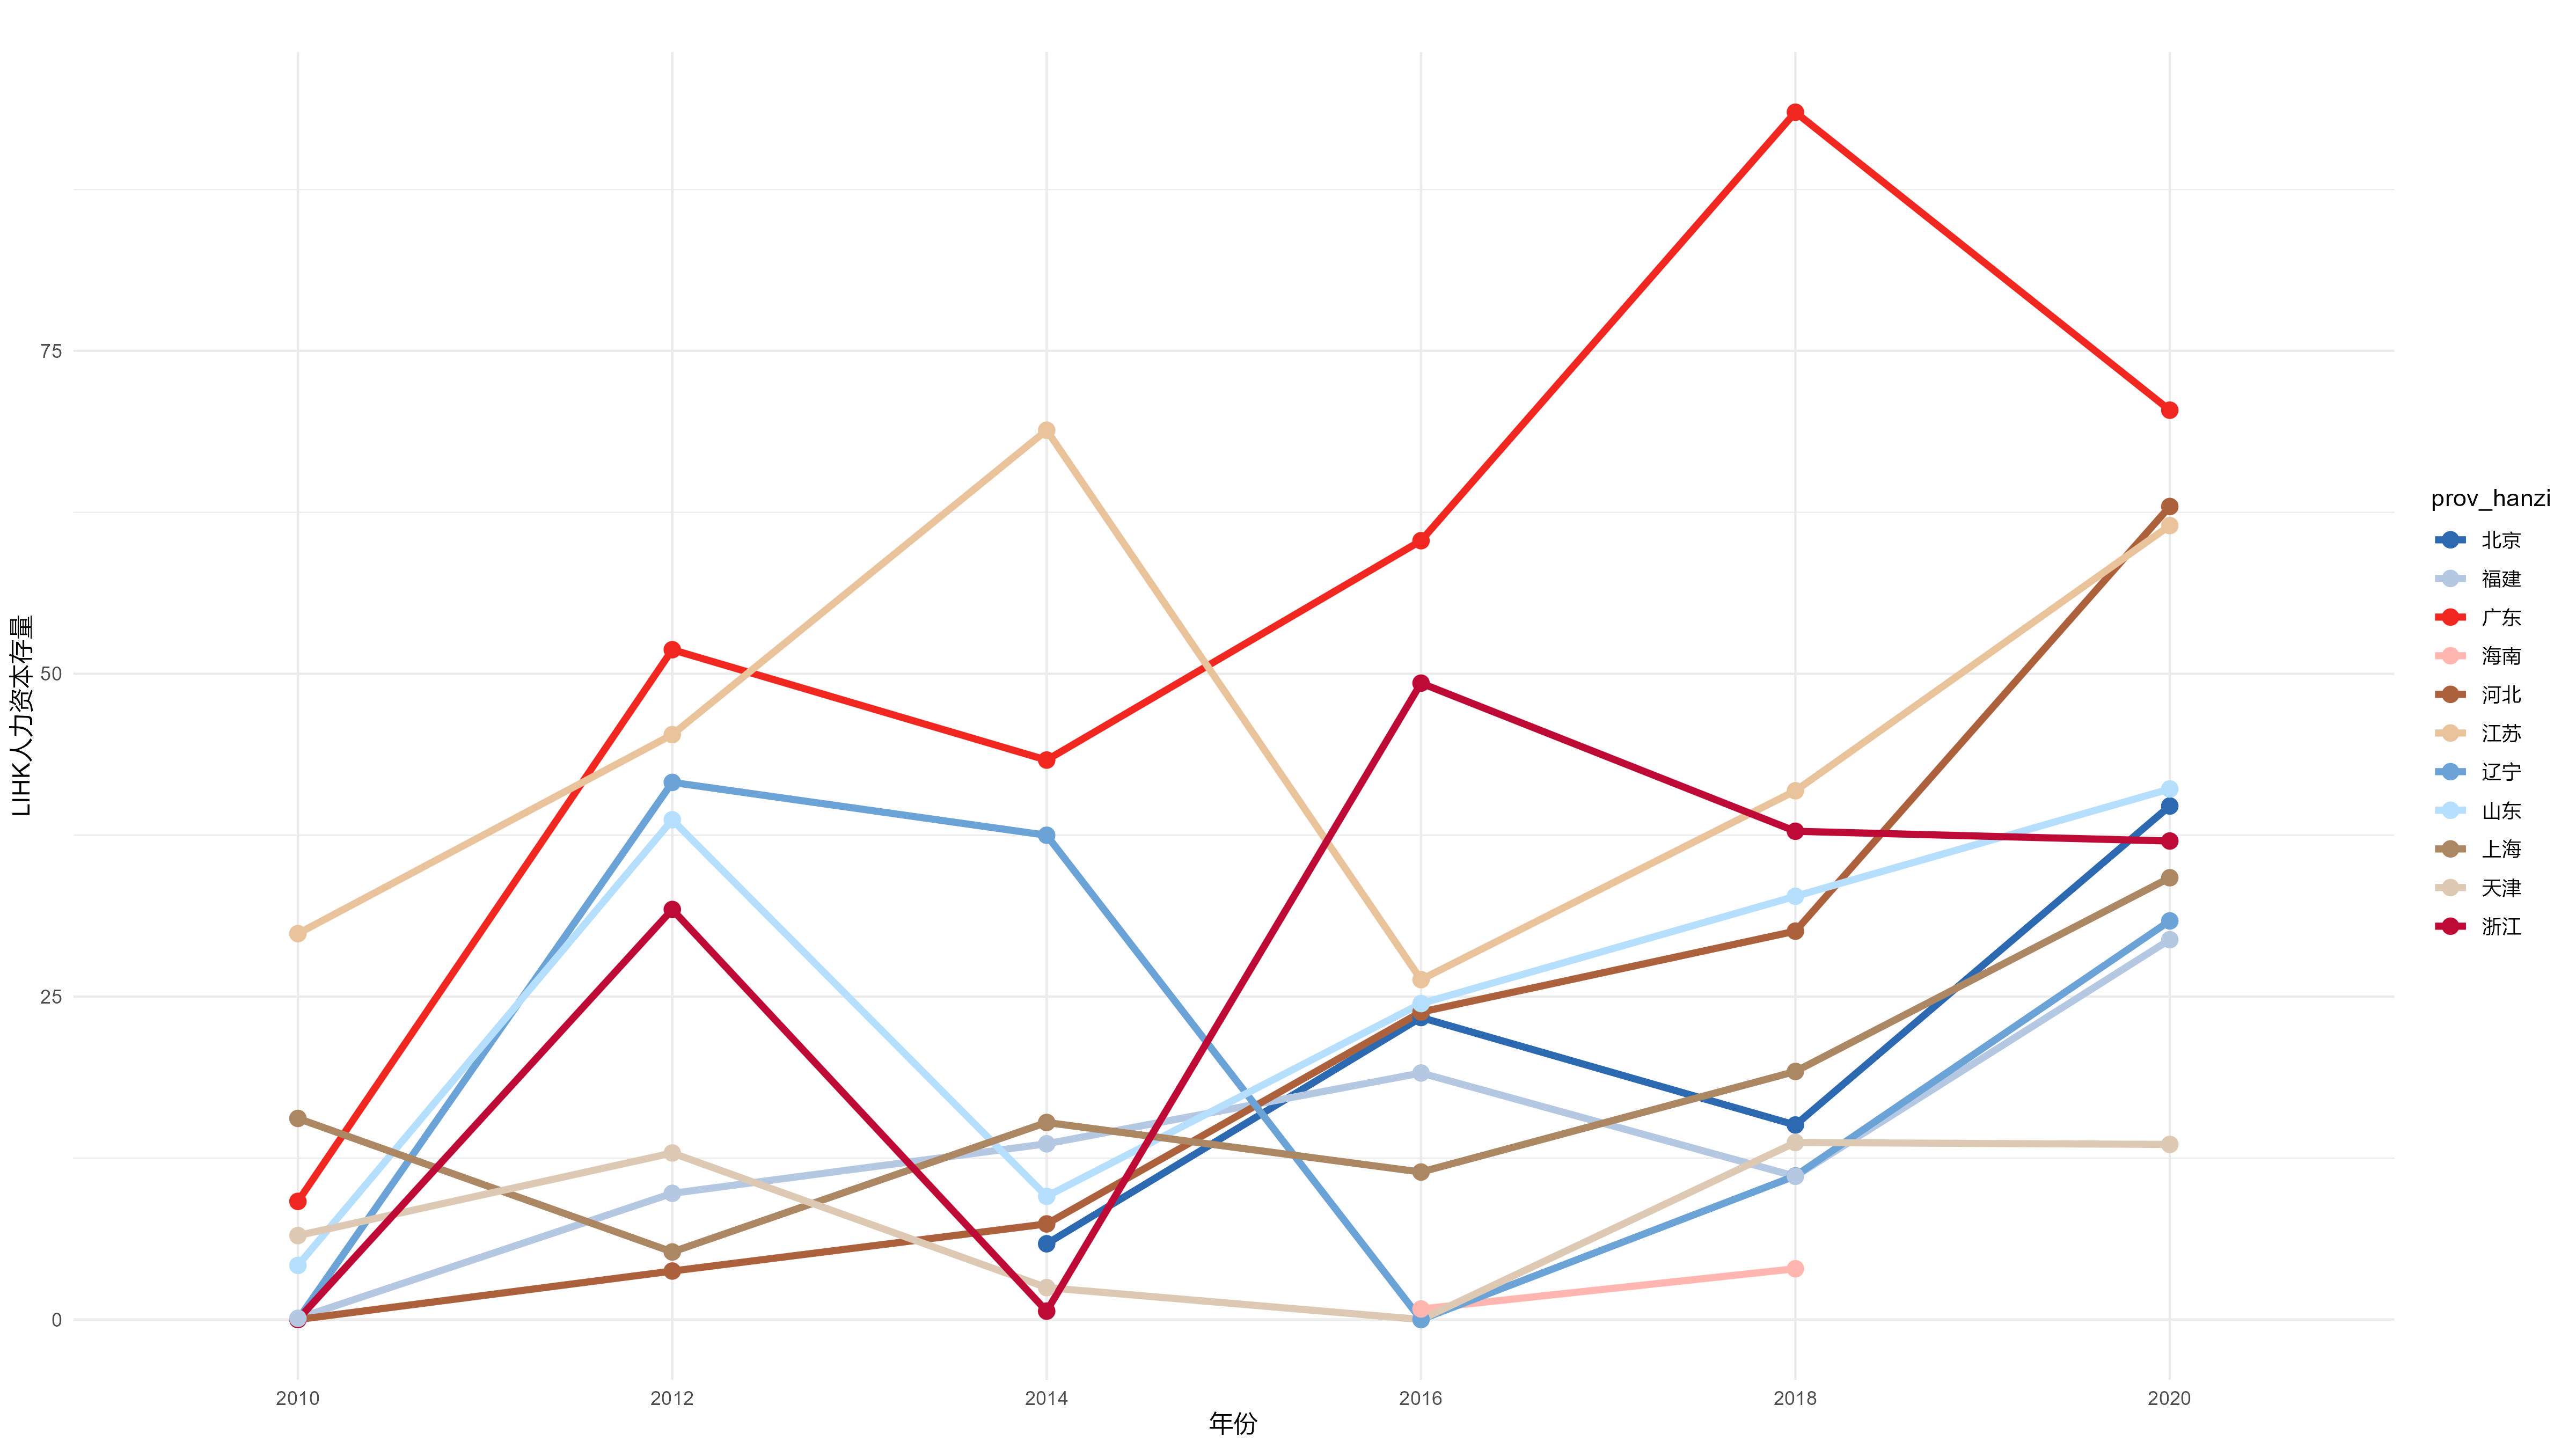 LIHK人力资本存量
75
50
25
0
2010
2012
2014
2016
2018
2020
年份
prov_hanzi
北京
福建
广东
海南
河北
江苏
辽宁
山东
上海
天津
浙江